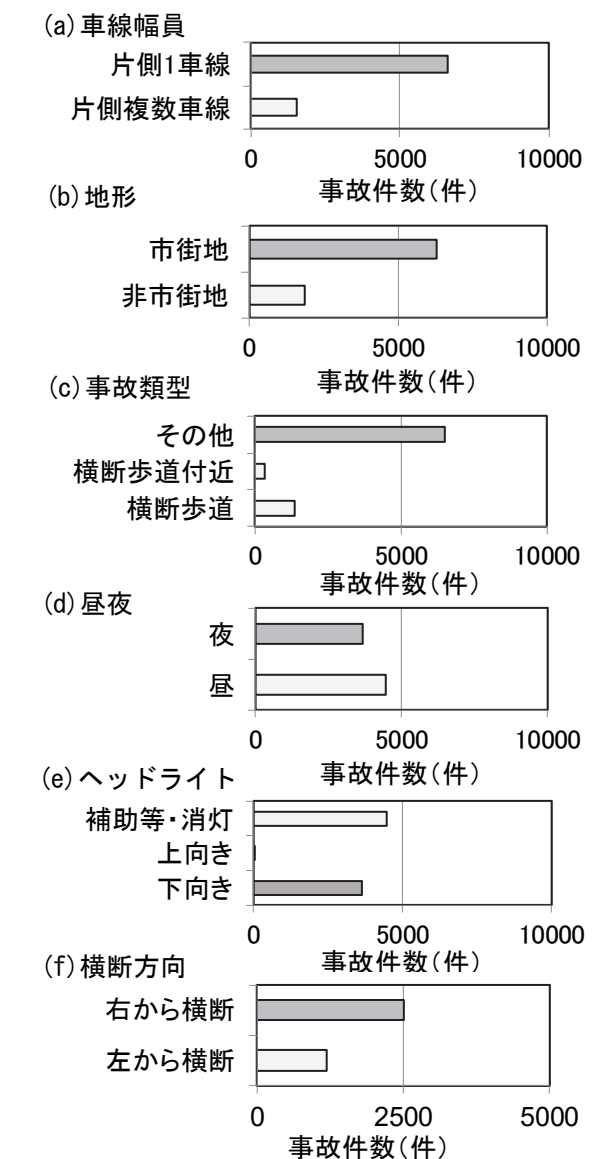 (a)車線幅員
片側1車線
片側複数車線
0 5000 10000
事故件数(件)
(b)地形
市街地
非市街地
0 5000 10000
事故件数(件)
(c)事故類型
その他
横断歩道付近
横断歩道
0 5000 10000
事故件数(件)
(d)昼夜
夜
昼
0 5000 10000
事故件数(件)
(e)ヘッドライト
補助等・消灯
上向き
下向き
0 5000 10000
事故件数(件)
(f)横断方向
右から横断
左から横断
0 2500 5000
事故件数(件)